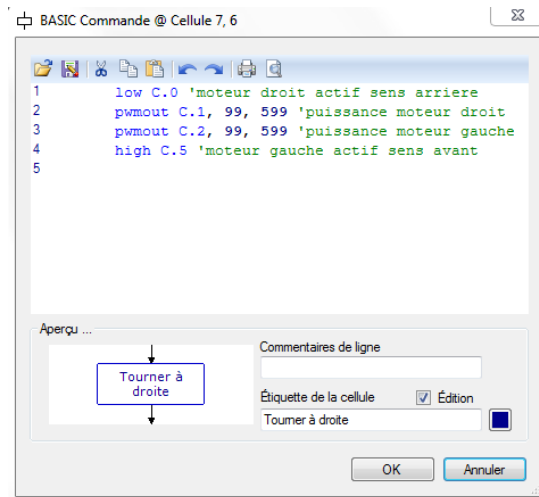 BASIC Commande @ Cellule 7, 6
1 low C.0 'moteur droit actif sens arriere
2 pwmout C.1, 99, 599 'puissance moteur droit
3 pwmout C.2, 99, 599 'puissance moteur gauche
4 high C.5 'moteur gauche actif sens avant
5
Aperçu ...
Tourner à
droite
Commentaires de ligne
Étiquette de la cellule Édition
Tourner à droite
OK Annuler